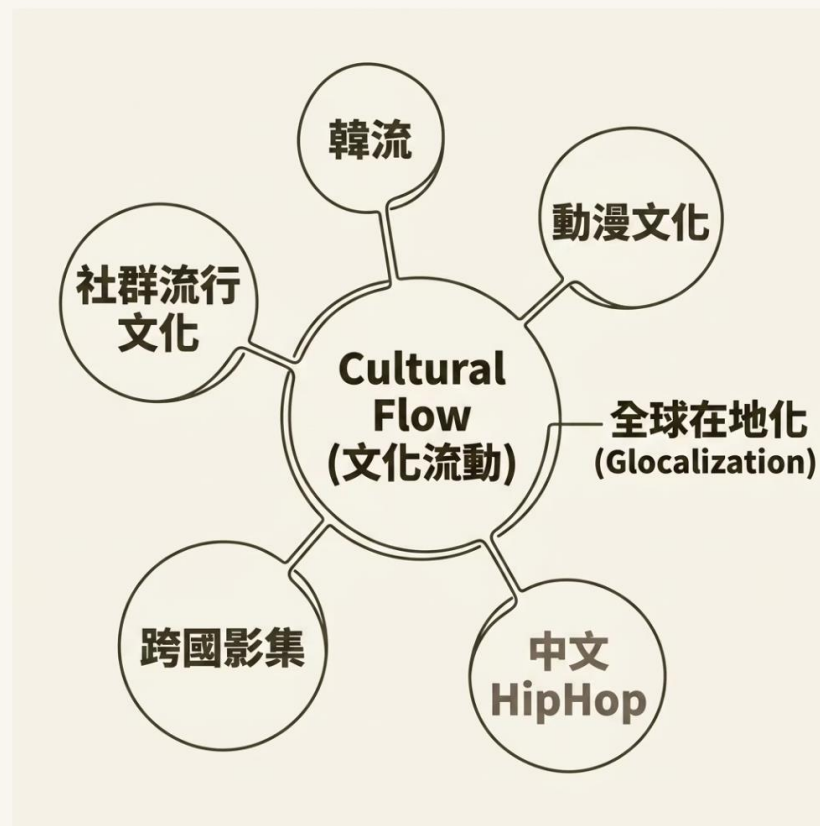 韓流
動漫文化
社群流行
文化
Cultural
Flow
(文化流動)
全球在地化
(Glocalization)
跨國影集
中文
HipHop